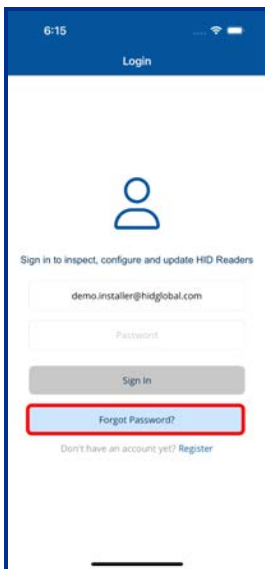 6:15
Login
Sign in to inspect, configure and update HID Readers
demo.installer@hidglobal.com
Password
Sign In
Forgot Password?
Don't have an account yet? Register